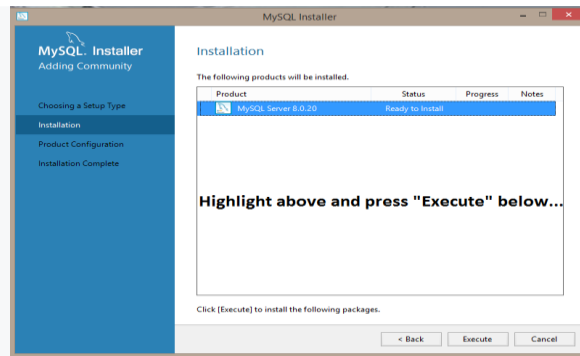 MySQL Installer
MySQL. Installer
Adding Community
Choosing a Setup Type
Installation
Product Configuration
Installation Complete
Installation
The following products will be installed.
Product Status Progress Notes
MySQL Server 8.0.20 Ready to Install
Highlight above and press "Execute" below...
Click [Execute] to install the following packages.
< Back Execute Cancel